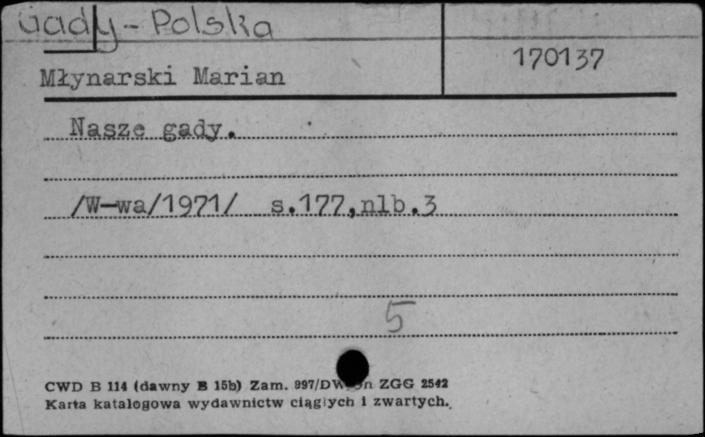 Gady - Polska
170137
Młynarski Marian
Nasze gady.
/W-wa/1971/ s.177,nlb.3
5
CWD B 114 (dawny B 15b) Zam. 997/DW ZGG 2542
Karta katalogowa wydawnictw ciągłych i zwartych.